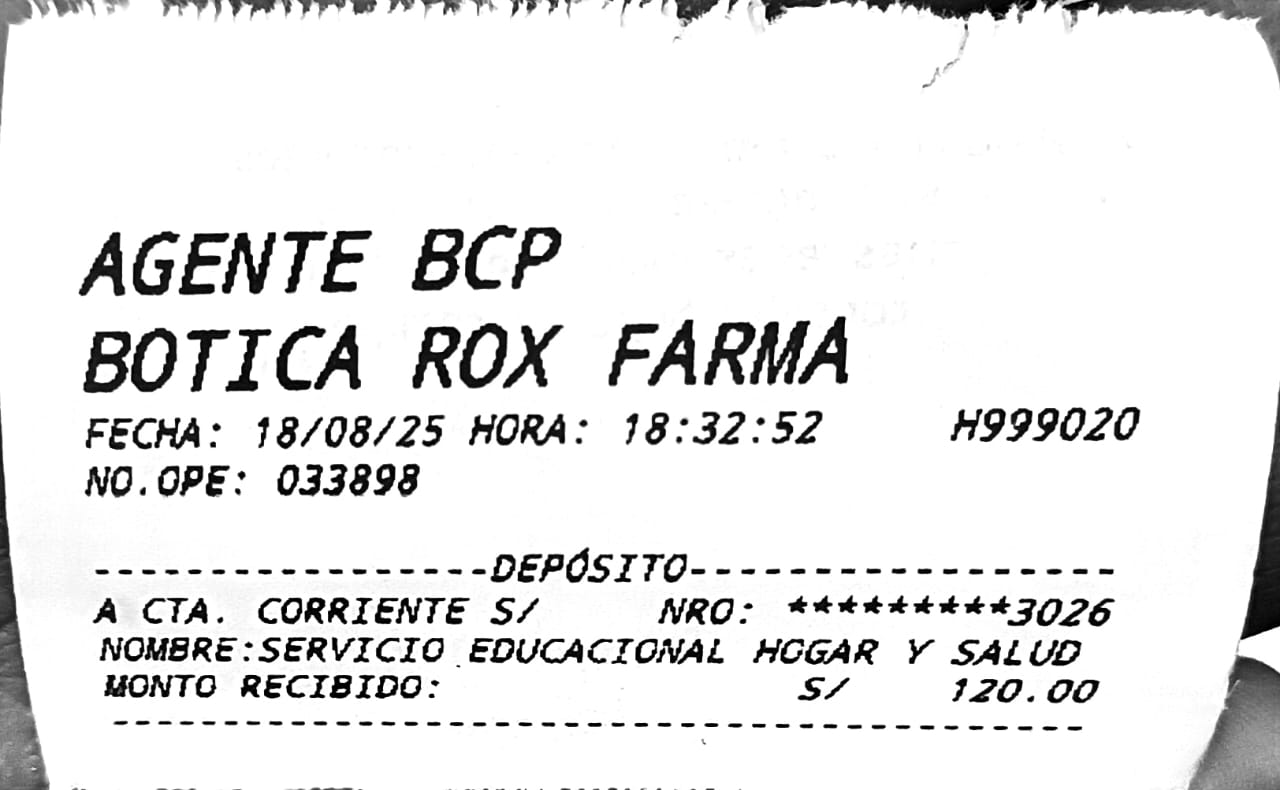 AGENTE BCP
BOTICA ROX FARMA
FECHA: 18/08/25 HORA: 18:32:52 H999020
NO.OPE: 033898
------------------DEPÓSITO-------------------
A CTA. CORRIENTE S/ NRO: *********3026
NOMBRE:SERVICIO EDUCACIONAL HOGAR Y SALUD
MONTO RECIBIDO: S/ 120.00
--------------------------------------------